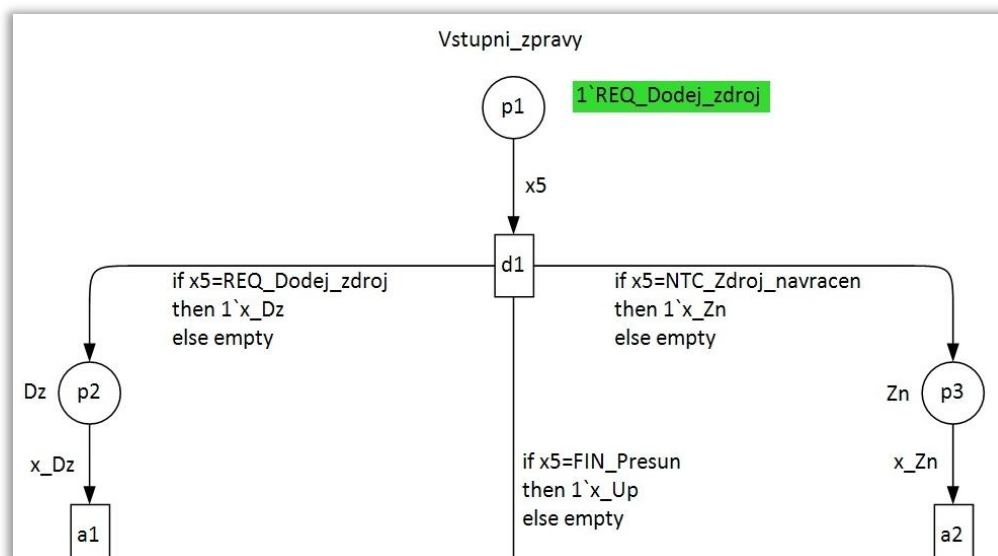 Vstupni_zpravy
p1
1`REQ_Dodej_zdroj
x5
d1
if x5=REQ_Dodej_zdroj
then 1`x_Dz
else empty
if x5=NTC_Zdroj_navracen
then 1`x_Zn
else empty
Dz
p2
Zn
p3
x_Dz
if x5=FIN_Presun
then 1`x_Up
else empty
x_Zn
a1
a2